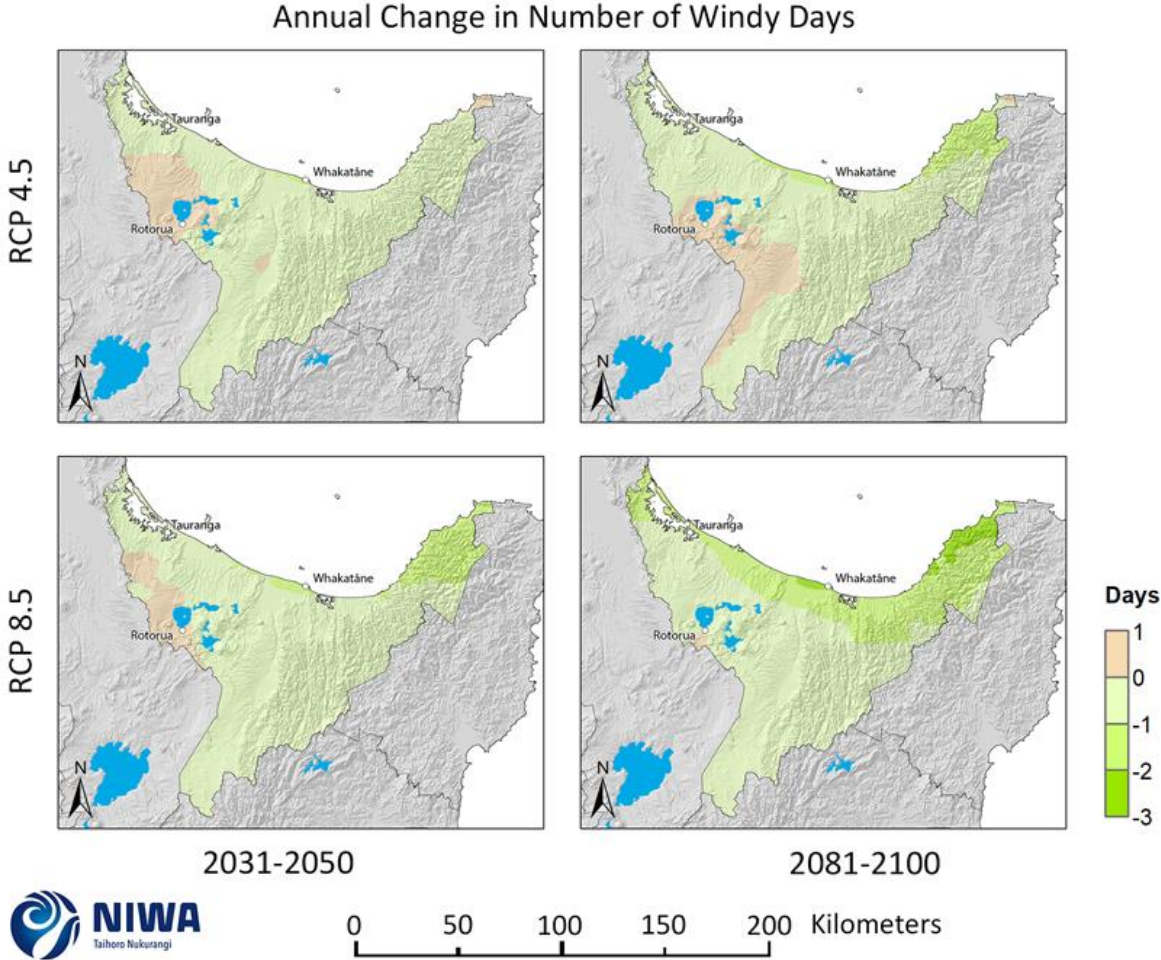 Annual Change in Number of Windy Days
RCP 4.5
Tauranga
Whakatāne
Rotorua
N
Tauranga
Whakatāne
Rotorua
N
RCP 8.5
Tauranga
Whakatāne
Rotorua
N
Tauranga
Whakatāne
Rotorua
N
Days
1
0
-1
-2
-3
2031-2050
2081-2100
NIWA
Taihoro Nukurangi
0 50 100 150 200 Kilometers